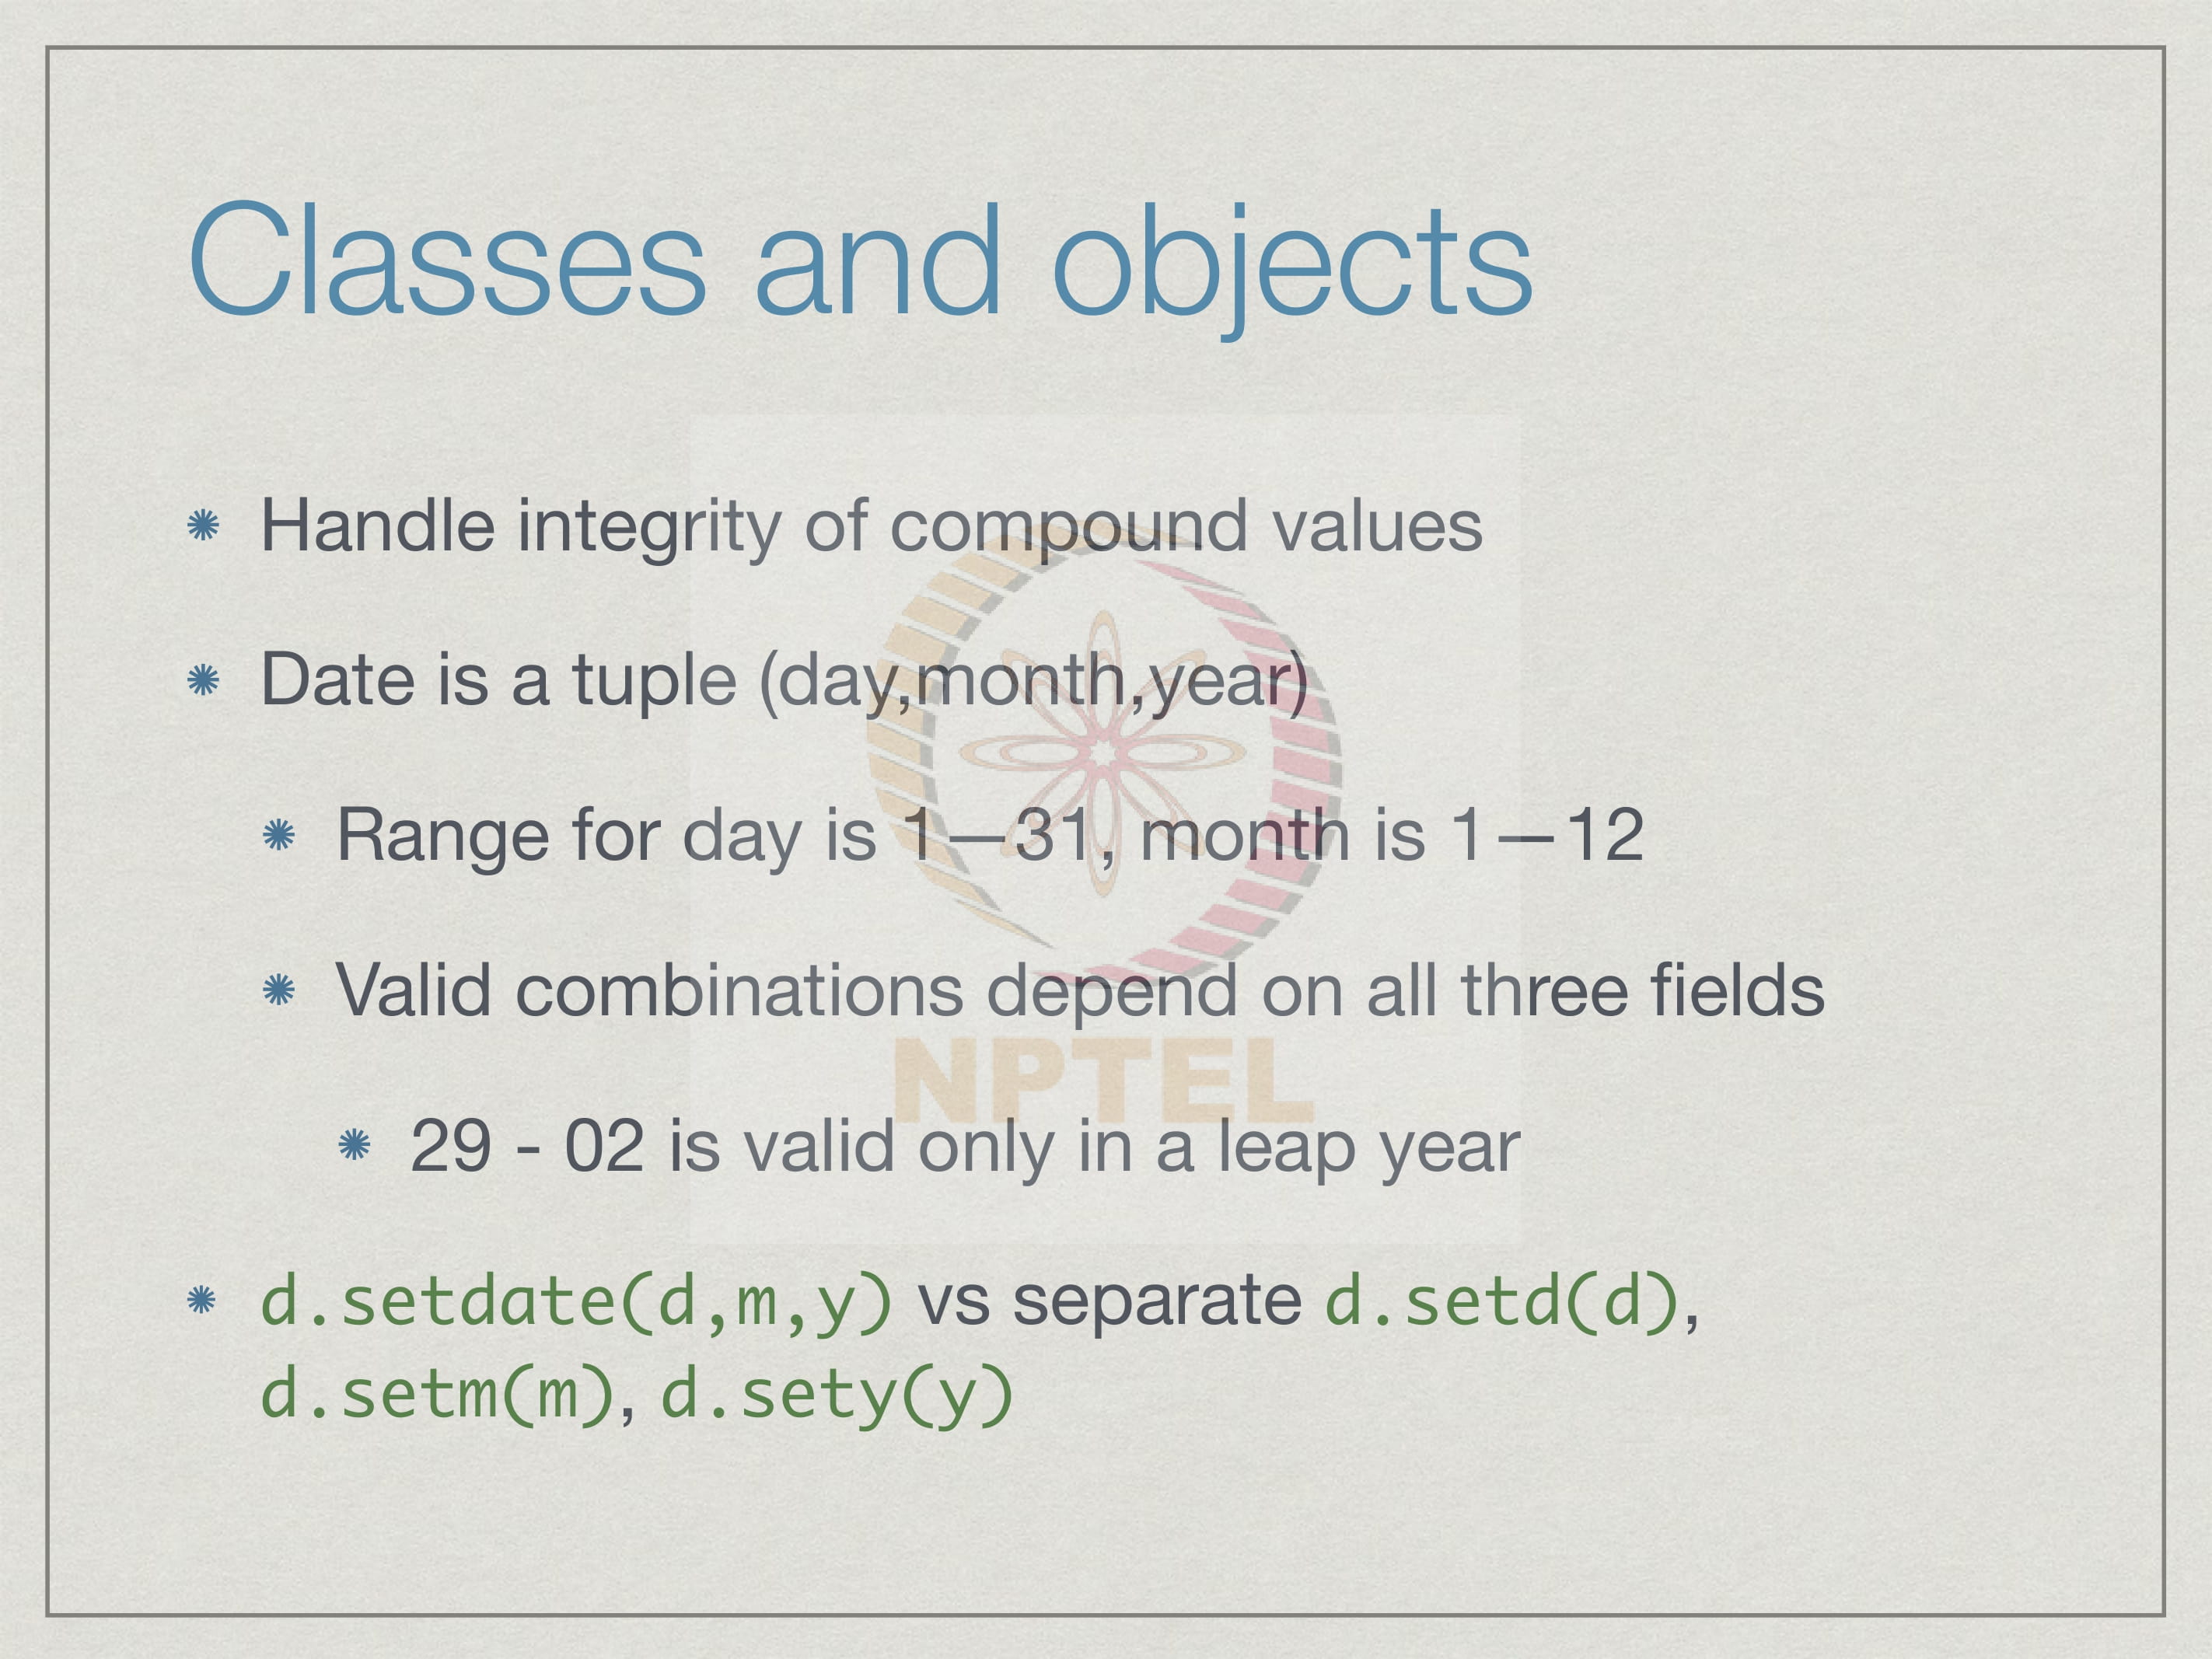 Classes and objects
Handle integrity of compound values
Date is a tuple (day,month,year)
Range for day is 1—31, month is 1—12
Valid combinations depend on all three fields
NPTEL
29 - 02 is valid only in a leap year
d.setdate(d,m,y) vs separate d.setd(d),
d.setm(m), d.sety(y)